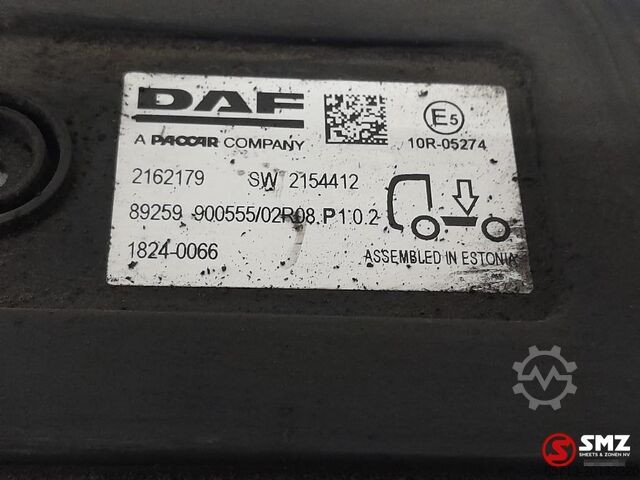 DAF
A PACCAR COMPANY
E5
10R-05274
2162179 SW 2154412
89259 900555/02R08.P1.0.2
1824-0066
ASSEMBLED IN ESTONIA
SMZ
SMEETS & ZONEN NV